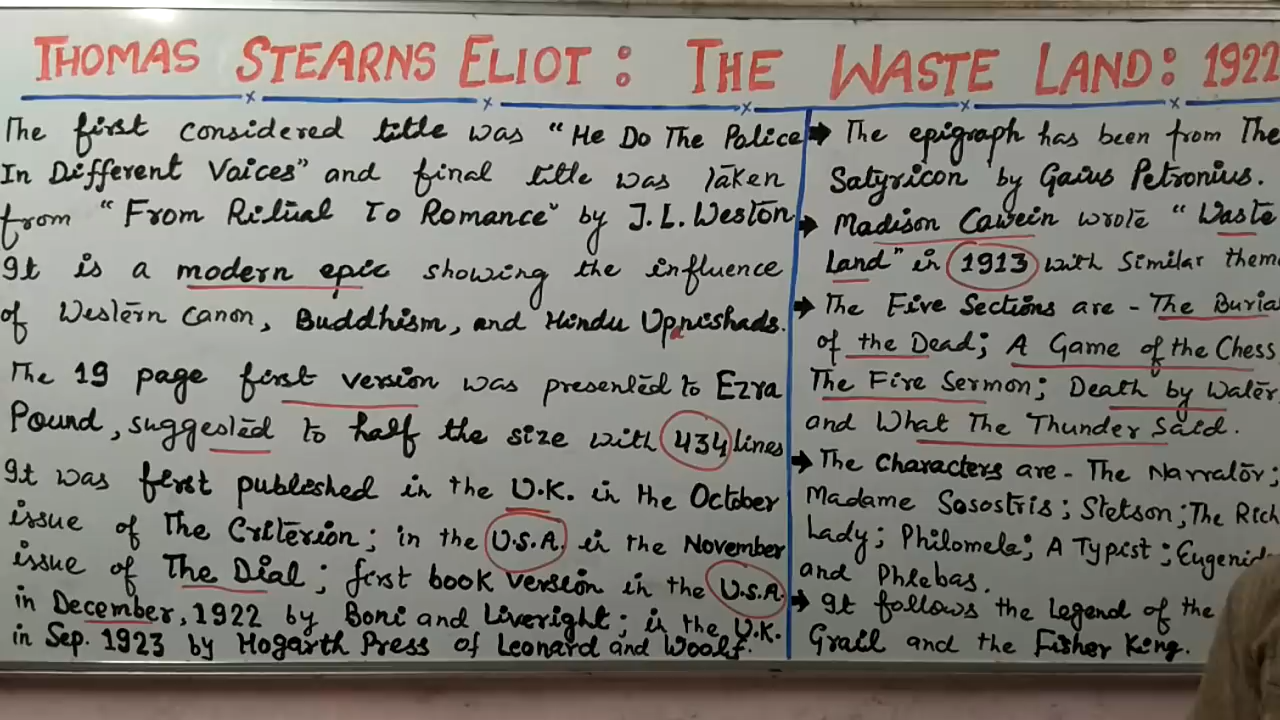 THOMAS STEARNS ELIOT : THE WASTE LAND : 1922
The first considered title was "He Do The Police
In Different Voices" and final title was Taken
from "From Ritual To Romance" by J.L. Weston
It is a modern epic showing the influence
of Western Canon, Buddhism, and Hindu Upanishads.
The 19 page first version was presented to Ezra
Pound, suggested to half the size with 434 lines
It was first published in the U.K. in the October
issue of The Criterion; in the U.S.A. in the November
issue of The Dial; first book version in the U.S.A.
in December, 1922 by Boni and Liveright; in the U.K.
in Sep. 1923 by Hogarth Press of Leonard and Woolf.
→ The epigraph has been from The
Satyricon by Gaius Petronius.
→ Madison Cawein wrote "Waste
Land" in 1913 with similar them
→ The Five Sections are - The Buria
of the Dead; A Game of the Chess
The Fire Sermon; Death by Water,
and What The Thunder Said.
→ The Characters are - The Narrator;
Madame Sosostris; Stetson; The Rich
Lady; Philomela; A Typist; Eugenid
and Phlebas.
→ It follows the Legend of the
Grail and the Fisher King.